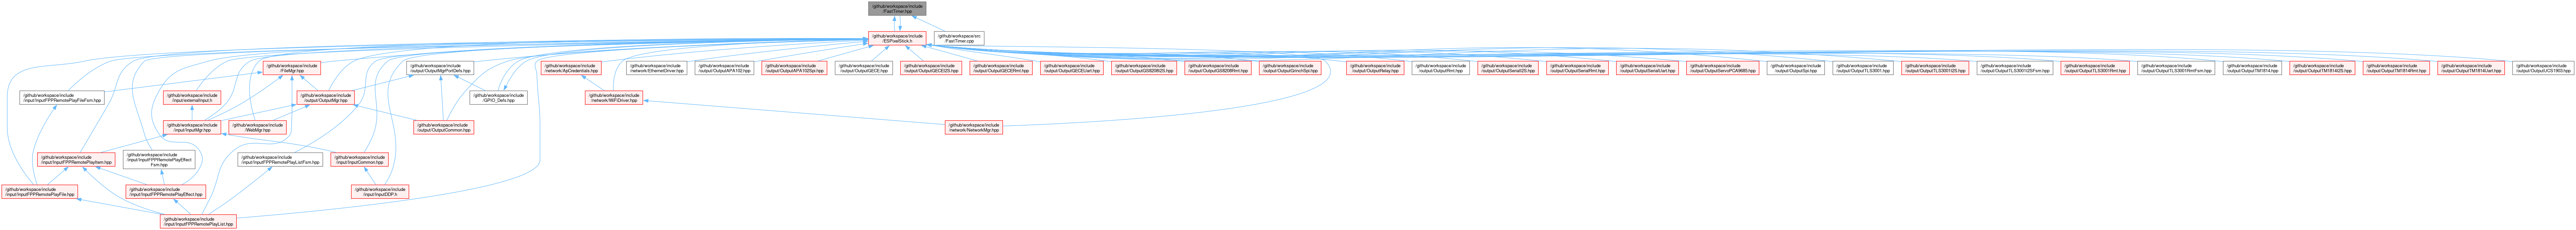 /github/workspace/include
/FastTimer.hpp
/github/workspace/include
/ESPixelStick.h
/github/workspace/src
/FastTimer.cpp
/github/workspace/include
/FileMgr.hpp
/github/workspace/include
/output/OutputMgrPortDefs.hpp
/github/workspace/include
/network/ApCredentials.hpp
/github/workspace/include
/network/EthernetDriver.hpp
/github/workspace/include
/output/OutputAPA102.hpp
/github/workspace/include
/output/OutputAPA102Spi.hpp
/github/workspace/include
/output/OutputGECE.hpp
/github/workspace/include
/output/OutputGECEI2S.hpp
/github/workspace/include
/output/OutputGECERmt.hpp
/github/workspace/include
/output/OutputGECEUart.hpp
/github/workspace/include
/output/OutputGS8208I2S.hpp
/github/workspace/include
/output/OutputGS8208Rmt.hpp
/github/workspace/include
/output/OutputGrinchSpi.hpp
/github/workspace/include
/output/OutputRelay.hpp
/github/workspace/include
/output/OutputRmt.hpp
/github/workspace/include
/output/OutputSerialI2S.hpp
/github/workspace/include
/output/OutputSerialRmt.hpp
/github/workspace/include
/output/OutputSerialUart.hpp
/github/workspace/include
/output/OutputServoPCA9685.hpp
/github/workspace/include
/output/OutputSpi.hpp
/github/workspace/include
/output/OutputTLS3001.hpp
/github/workspace/include
/output/OutputTLS3001I2S.hpp
/github/workspace/include
/output/OutputTLS3001I2SFsm.hpp
/github/workspace/include
/output/OutputTLS3001Rmt.hpp
/github/workspace/include
/output/OutputTLS3001RmtFsm.hpp
/github/workspace/include
/output/OutputTM1814.hpp
/github/workspace/include
/output/OutputTM1814I2S.hpp
/github/workspace/include
/output/OutputTM1814Rmt.hpp
/github/workspace/include
/output/OutputTM1814Uart.hpp
/github/workspace/include
/output/OutputUCS1903.hpp
/github/workspace/include
/input/InputFPPRemotePlayFileFsm.hpp
/github/workspace/include
/input/externalInput.h
/github/workspace/include
/output/OutputMgr.hpp
/github/workspace/include
/GPIO_Defs.hpp
/github/workspace/include
/network/WiFiDriver.hpp
/github/workspace/include
/input/InputMgr.hpp
/github/workspace/include
/WebMgr.hpp
/github/workspace/include
/output/OutputCommon.hpp
/github/workspace/include
/network/NetworkMgr.hpp
/github/workspace/include
/input/InputFPPRemotePlayItem.hpp
/github/workspace/include
/input/InputFPPRemotePlayEffect
Fsm.hpp
/github/workspace/include
/input/InputFPPRemotePlayListFsm.hpp
/github/workspace/include
/input/InputCommon.hpp
/github/workspace/include
/input/InputFPPRemotePlayFile.hpp
/github/workspace/include
/input/InputFPPRemotePlayEffect.hpp
/github/workspace/include
/input/InputDDP.h
/github/workspace/include
/input/InputFPPRemotePlayList.hpp